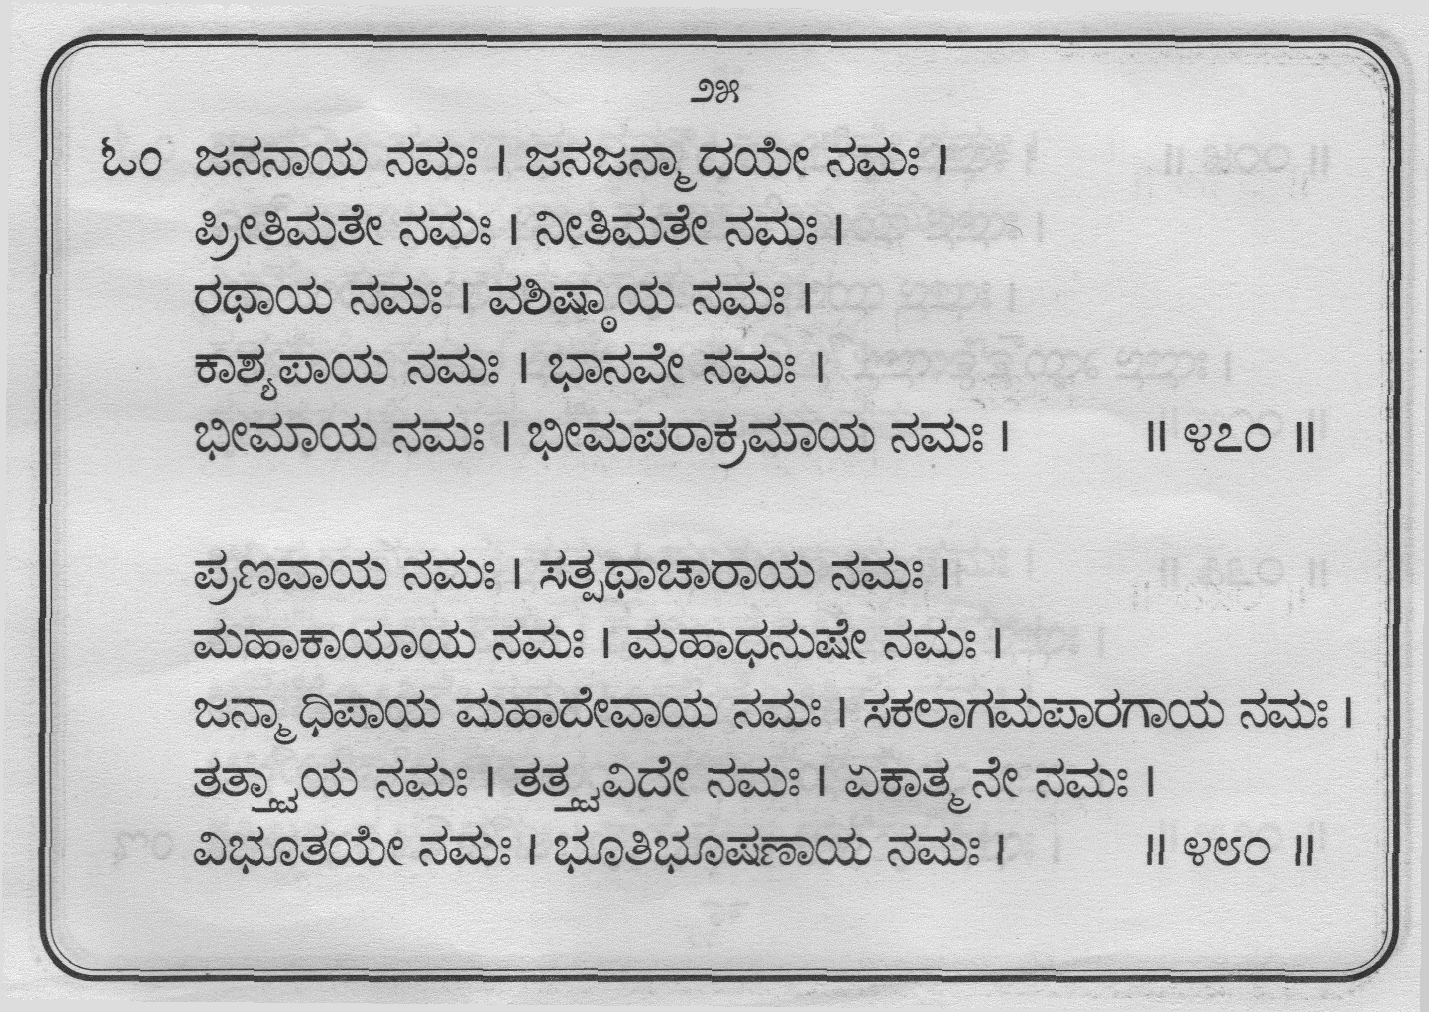 ೨೫
ಓಂ ಜನನಾಯ ನಮಃ । ಜನಜನ್ಮಾದಯೇ ನಮಃ ।
ಪ್ರೀತಿಮತೇ ನಮಃ । ನೀತಿಮತೇ ನಮಃ ।
ರಥಾಯ ನಮಃ । ವಶಿಷ್ಠಾಯ ನಮಃ ।
ಕಾಶ್ಯಪಾಯ ನಮಃ । ಭಾನವೇ ನಮಃ ।
ಭೀಮಾಯ ನಮಃ । ಭೀಮಪರಾಕ್ರಮಾಯ ನಮಃ । ॥ ೪೭೦ ॥
ಪ್ರಣವಾಯ ನಮಃ । ಸತ್ಪಥಾಚಾರಾಯ ನಮಃ ।
ಮಹಾಕಾಯಾಯ ನಮಃ । ಮಹಾಧನುಷೇ ನಮಃ ।
ಜನ್ಮಾಧಿಪಾಯ ಮಹಾದೇವಾಯ ನಮಃ । ಸಕಲಾಗಮಪಾರಗಾಯ ನಮಃ ।
ತತ್ತ್ವಾಯ ನಮಃ । ತತ್ತ್ವವಿದೇ ನಮಃ । ಏಕಾತ್ಮನೇ ನಮಃ ।
ವಿಭೂತಯೇ ನಮಃ । ಭೂತಿಭೂಷಣಾಯ ನಮಃ । ॥ ೪೮೦ ॥